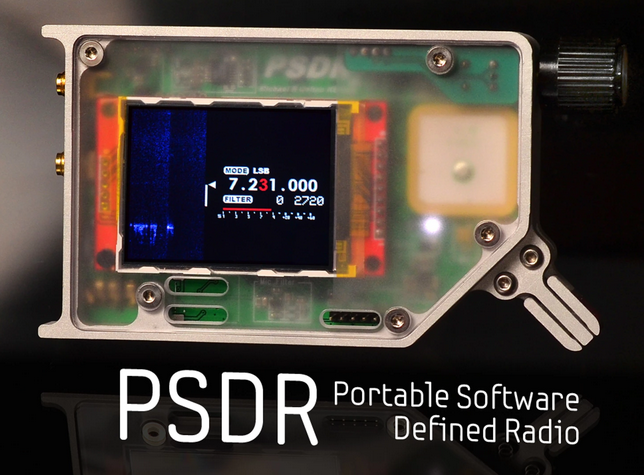 PSDR
MODE LSB
7.231.000
FILTER 0 2720
PSDR
Portable Software
Defined Radio